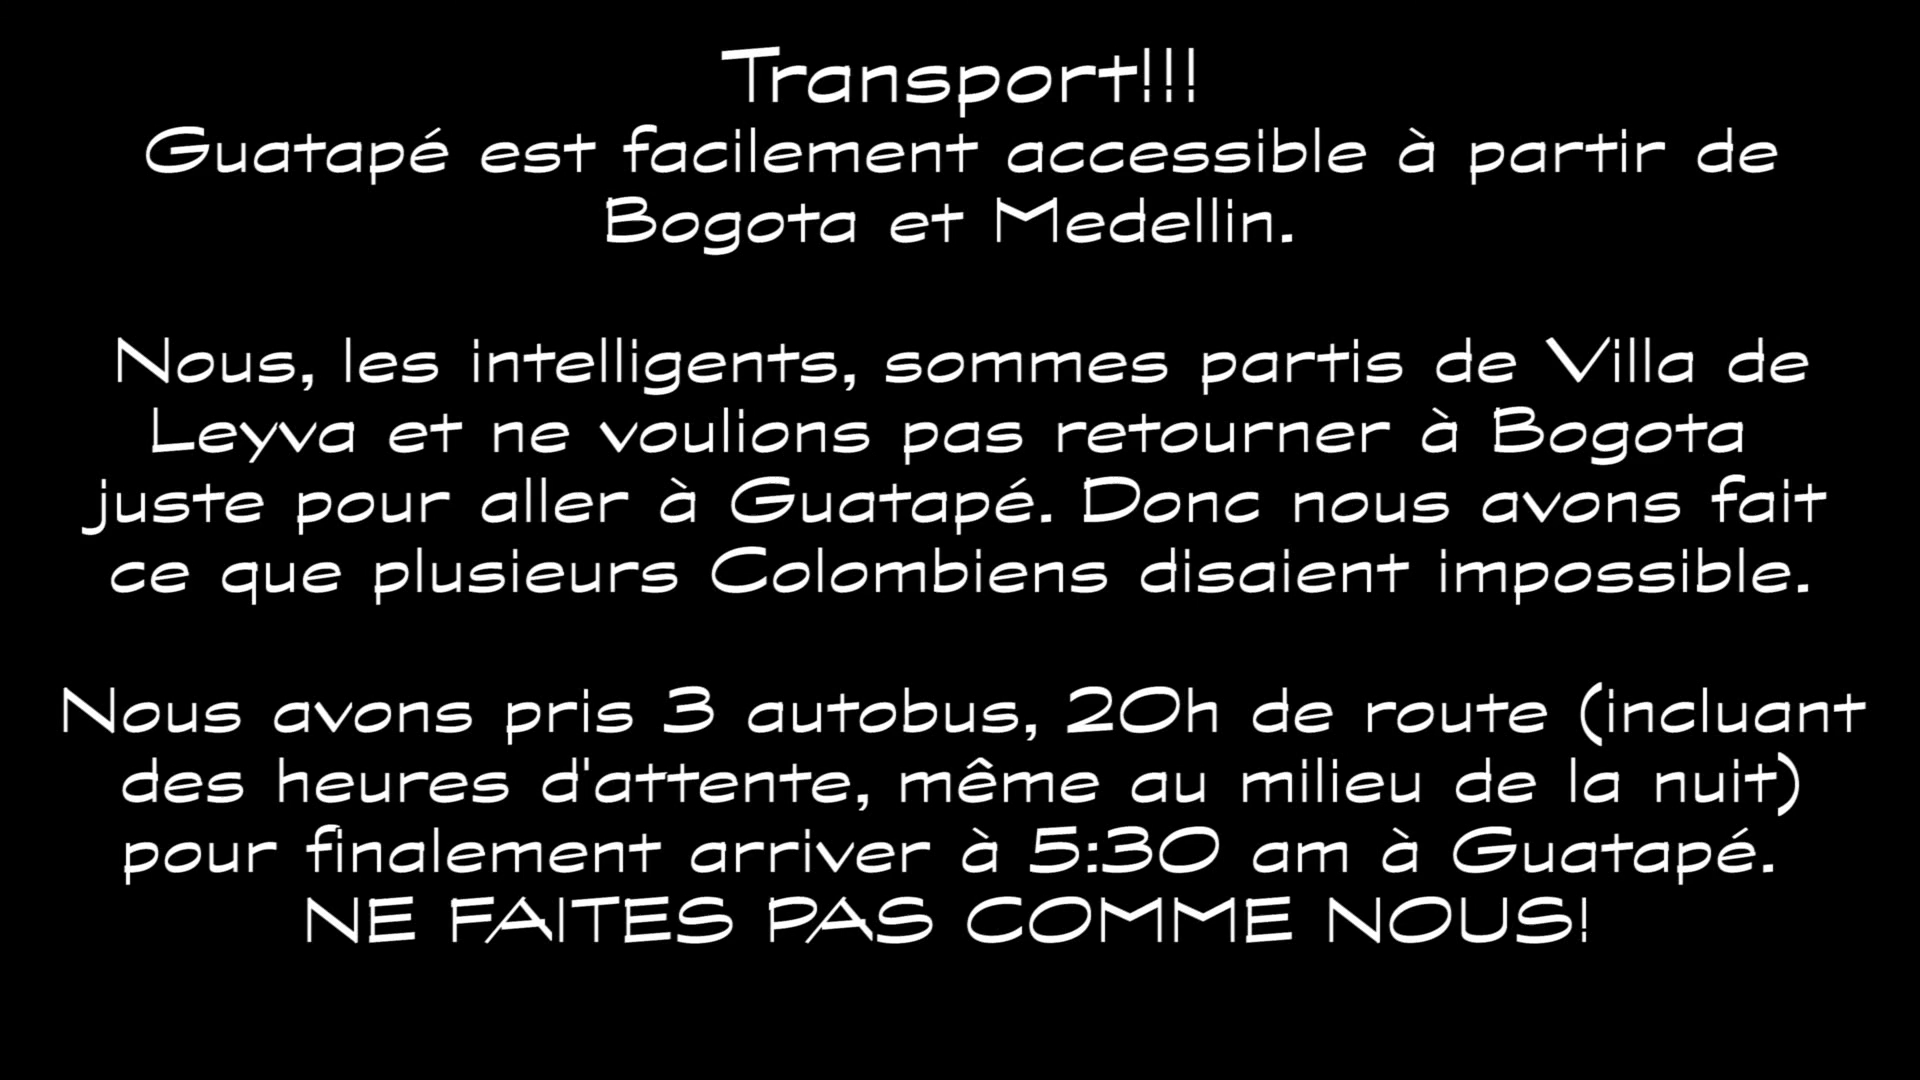 Transport!!!
Guatapé est facilement accessible à partir de
Bogota et Medellin.
Nous, les intelligents, sommes partis de Villa de
Leyva et ne voulions pas retourner à Bogota
juste pour aller à Guatapé. Donc nous avons fait
ce que plusieurs Colombiens disaient impossible.
Nous avons pris 3 autobus, 20h de route (incluant
des heures d'attente, même au milieu de la nuit)
pour finalement arriver à 5:30 am à Guatapé.
NE FAITES PAS COMME NOUS!